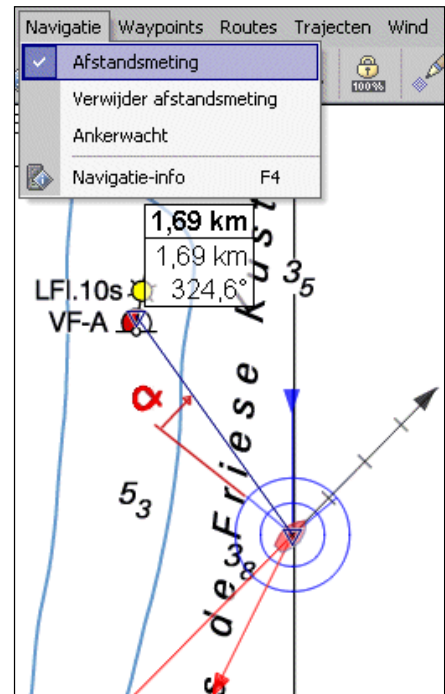 Navigatie Waypoints Routes Trajecten Wind
Afstandsmeting
100%
Verwijder afstandsmeting
Ankerwacht
Navigatie-info F4
1,69 km
1,69 km
324,6°
LFl.10s
VF-A
α
3₅
5₃
3₈
s de Friese Kust